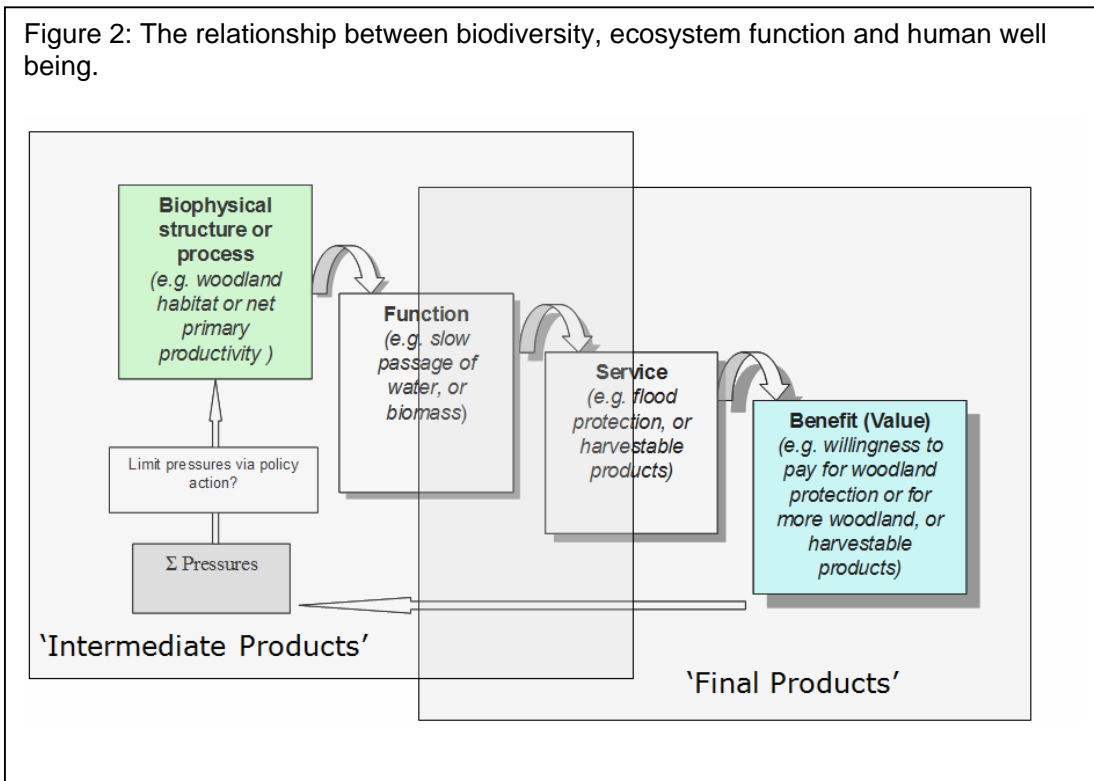 Figure 2: The relationship between biodiversity, ecosystem function and human well
being.
Biophysical
structure or
process
(e.g. woodland
habitat or net
primary
productivity )
Function
(e.g. slow
passage of
water, or
biomass)
Service
(e.g. flood
protection, or
harvestable
products)
Benefit (Value)
(e.g. willingness to
pay for woodland
protection or for
more woodland, or
harvestable
products)
Limit pressures via policy
action?
Σ Pressures
‘Intermediate Products’
‘Final Products’